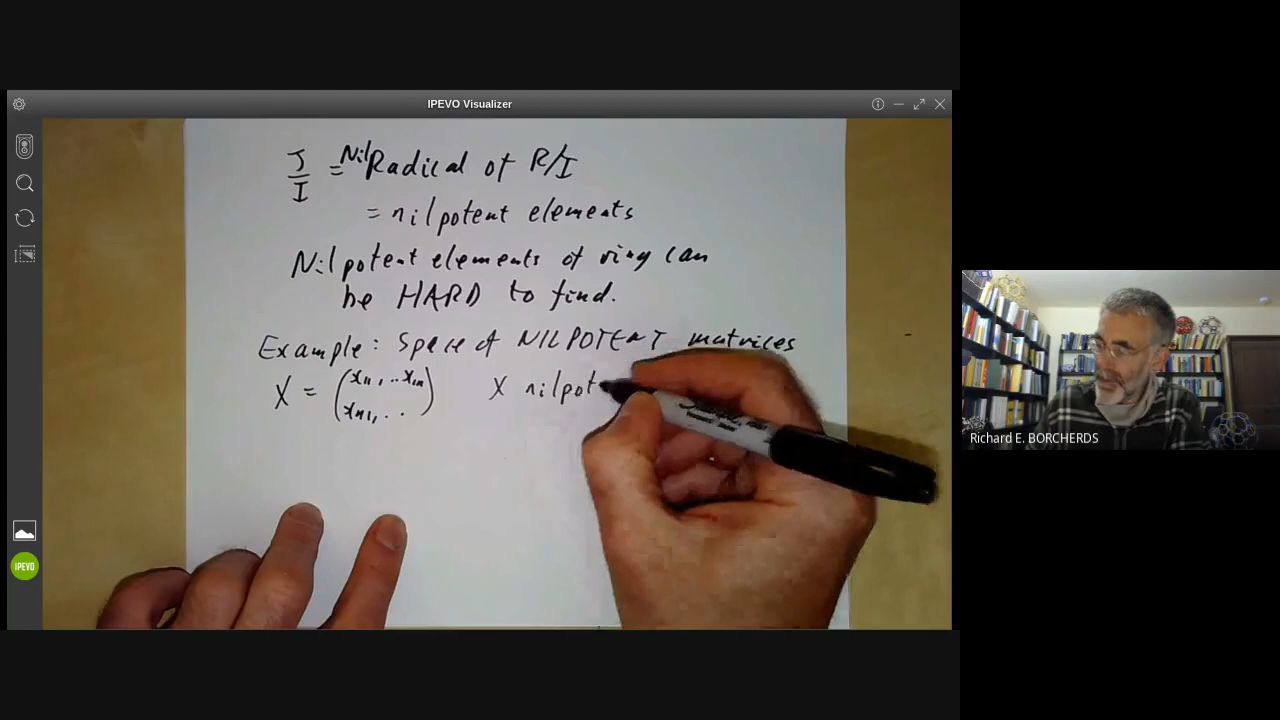 IPEVO Visualizer
J/I = Nil Radical of R/I
= nilpotent elements
Nilpotent elements of ring can
be HARD to find.
Example: Space of NILPOTENT matrices
X = (x11, .. x1n     X nilpot
xn1, . . )
IPEVO
Richard E. BORCHERDS